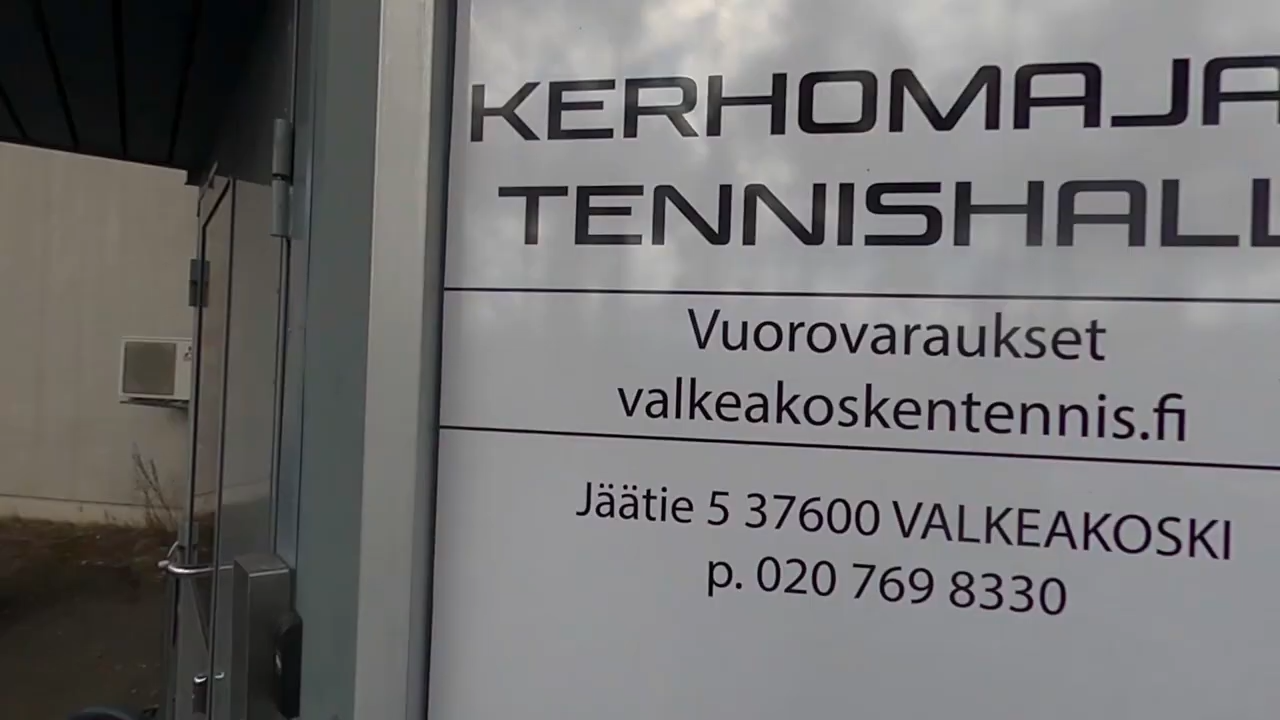 KERHOMAJA
TENNISHALL
Vuorovaraukset
valkeakoskentennis.fi
Jäätie 5 37600 VALKEAKOSKI
p. 020 769 8330